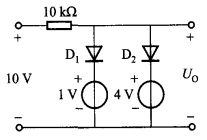 10 kΩ
+ +
D₁ D₂
+ +
10 V 1 V 4 V Uₒ
− −
− −